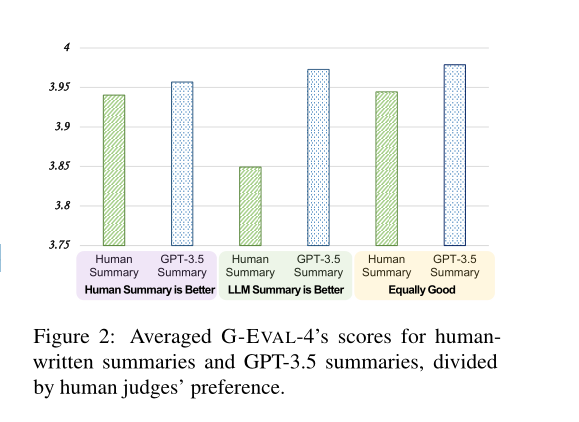 4
3.95
3.9
3.85
3.8
3.75
Human Summary
GPT-3.5 Summary
Human Summary
GPT-3.5 Summary
Human Summary
GPT-3.5 Summary
Human Summary is Better
LLM Summary is Better
Equally Good
Figure 2: Averaged G-EVAL-4's scores for human-
written summaries and GPT-3.5 summaries, divided
by human judges' preference.